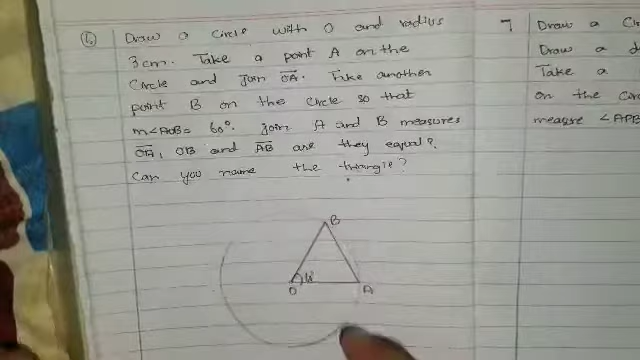 6. Draw a Circle with O and radius
3cm. Take a point A on the
Circle and join OA. Take another
point B on the Circle so that
m∠AOB = 60°. join A and B measures
OA, OB and AB are they equal?
Can you name the triangle?
7 Draw a Cir
Draw a d
Take a
on the Circ
measure ∠APB
B
O
A